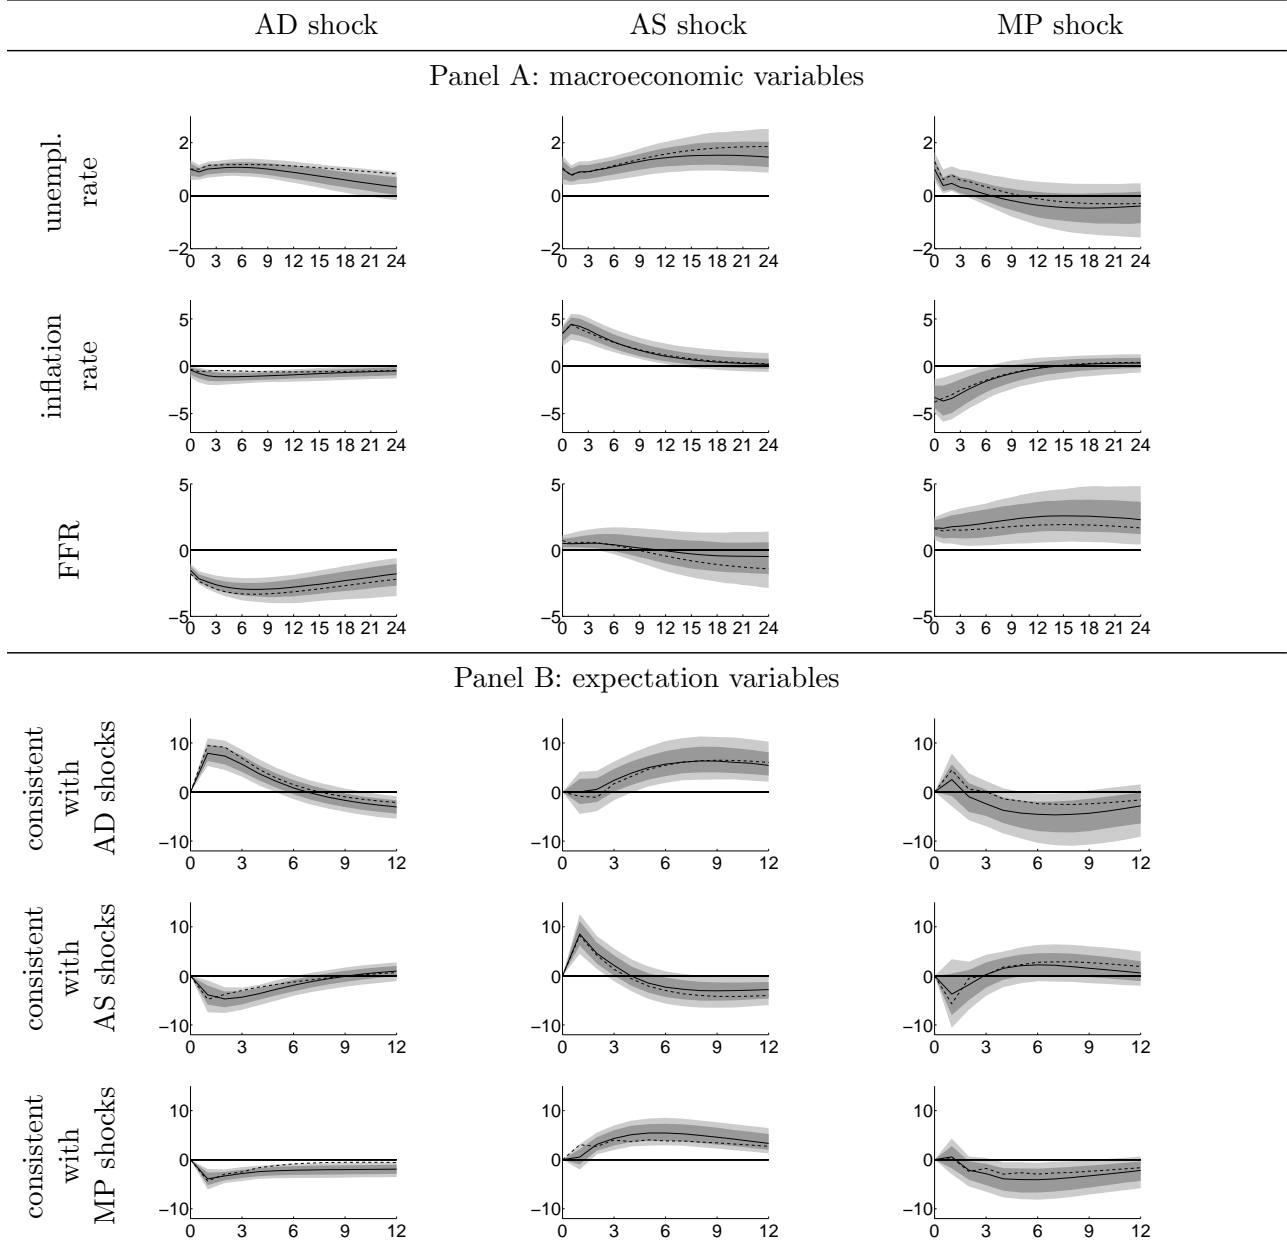 AD shock AS shock MP shock
Panel A: macroeconomic variables
unempl.
rate
2
0
−2
0 3 6 9 12 15 18 21 24
2
0
−2
0 3 6 9 12 15 18 21 24
2
0
−2
0 3 6 9 12 15 18 21 24
inflation
rate
5
0
−5
0 3 6 9 12 15 18 21 24
5
0
−5
0 3 6 9 12 15 18 21 24
5
0
−5
0 3 6 9 12 15 18 21 24
FFR
5
0
−5
0 3 6 9 12 15 18 21 24
5
0
−5
0 3 6 9 12 15 18 21 24
5
0
−5
0 3 6 9 12 15 18 21 24
Panel B: expectation variables
consistent
with
AD shocks
10
0
−10
0 3 6 9 12
10
0
−10
0 3 6 9 12
10
0
−10
0 3 6 9 12
consistent
with
AS shocks
10
0
−10
0 3 6 9 12
10
0
−10
0 3 6 9 12
10
0
−10
0 3 6 9 12
consistent
with
MP shocks
10
0
−10
0 3 6 9 12
10
0
−10
0 3 6 9 12
10
0
−10
0 3 6 9 12